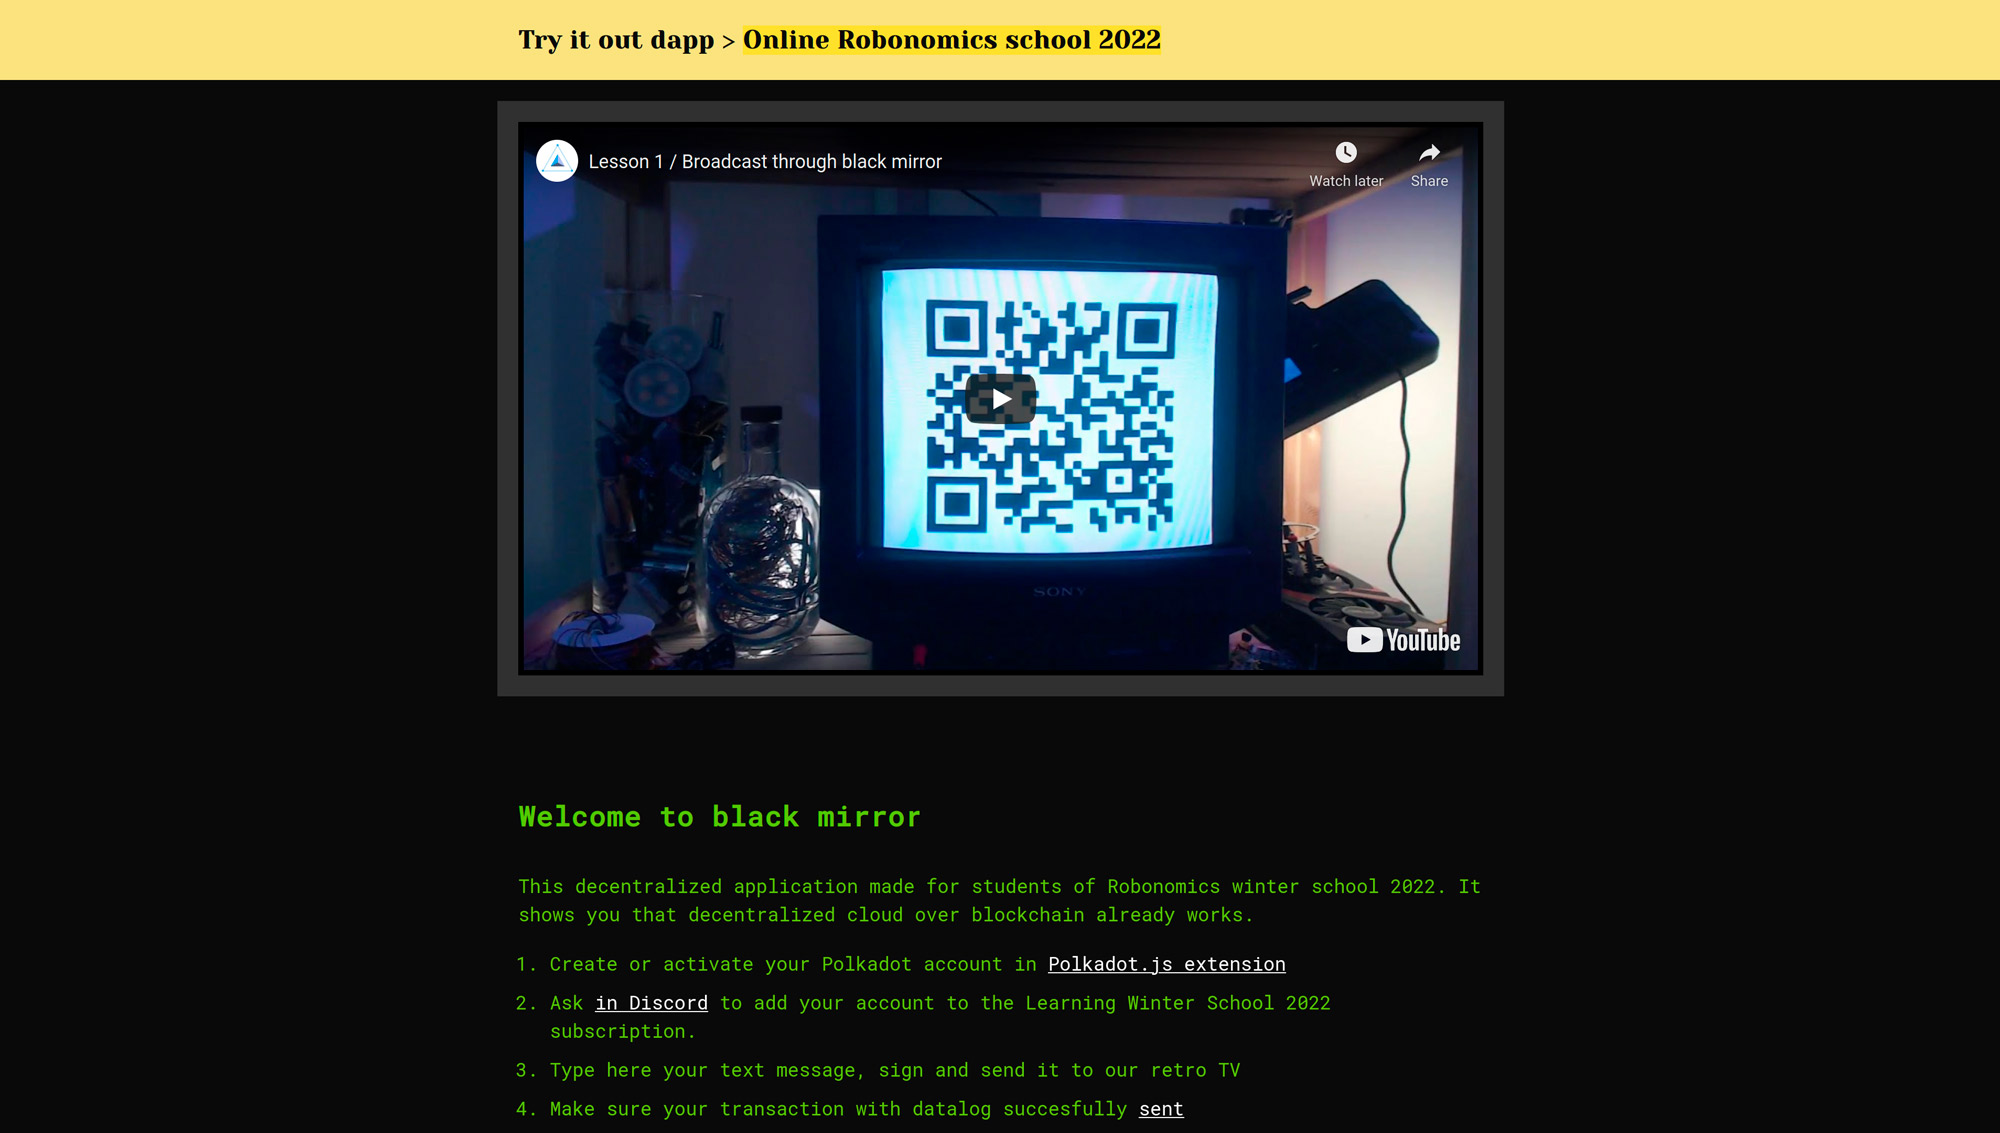 Try it out dapp > Online Robonomics school 2022
Lesson 1 / Broadcast through black mirror
Watch later
Share
SONY
YouTube
Welcome to black mirror
This decentralized application made for students of Robonomics winter school 2022. It
shows you that decentralized cloud over blockchain already works.
1. Create or activate your Polkadot account in Polkadot.js extension
2. Ask in Discord to add your account to the Learning Winter School 2022
subscription.
3. Type here your text message, sign and send it to our retro TV
4. Make sure your transaction with datalog succesfully sent